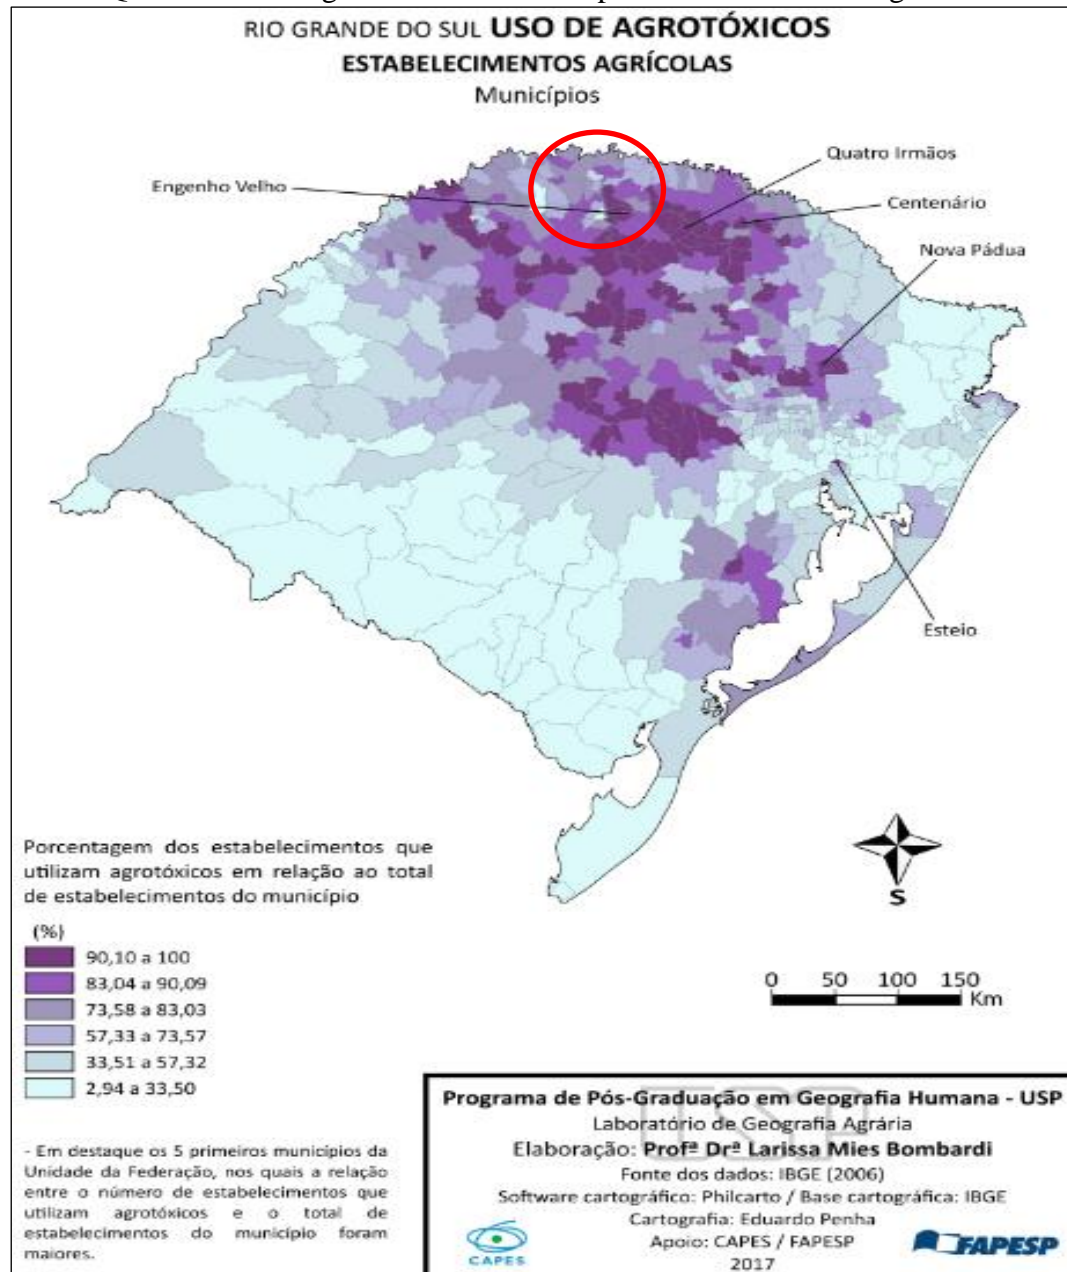 RIO GRANDE DO SUL USO DE AGROTÓXICOS
ESTABELECIMENTOS AGRÍCOLAS
Municípios
Quatro Irmãos
Engenho Velho
Centenário
Nova Pádua
Esteio
Porcentagem dos estabelecimentos que
utilizam agrotóxicos em relação ao total
de estabelecimentos do município
(%)
90,10 a 100
83,04 a 90,09
73,58 a 83,03
57,33 a 73,57
33,51 a 57,32
2,94 a 33,50
S
0 50 100 150
Km
- Em destaque os 5 primeiros municípios da
Unidade da Federação, nos quais a relação
entre o número de estabelecimentos que
utilizam agrotóxicos e o total de
estabelecimentos do município foram
maiores.
USP
Programa de Pós-Graduação em Geografia Humana - USP
Laboratório de Geografia Agrária
Elaboração: Profª Drª Larissa Mies Bombardi
Fonte dos dados: IBGE (2006)
Software cartográfico: Philcarto / Base cartográfica: IBGE
Cartografia: Eduardo Penha
Apoio: CAPES / FAPESP
2017
CAPES
FAPESP